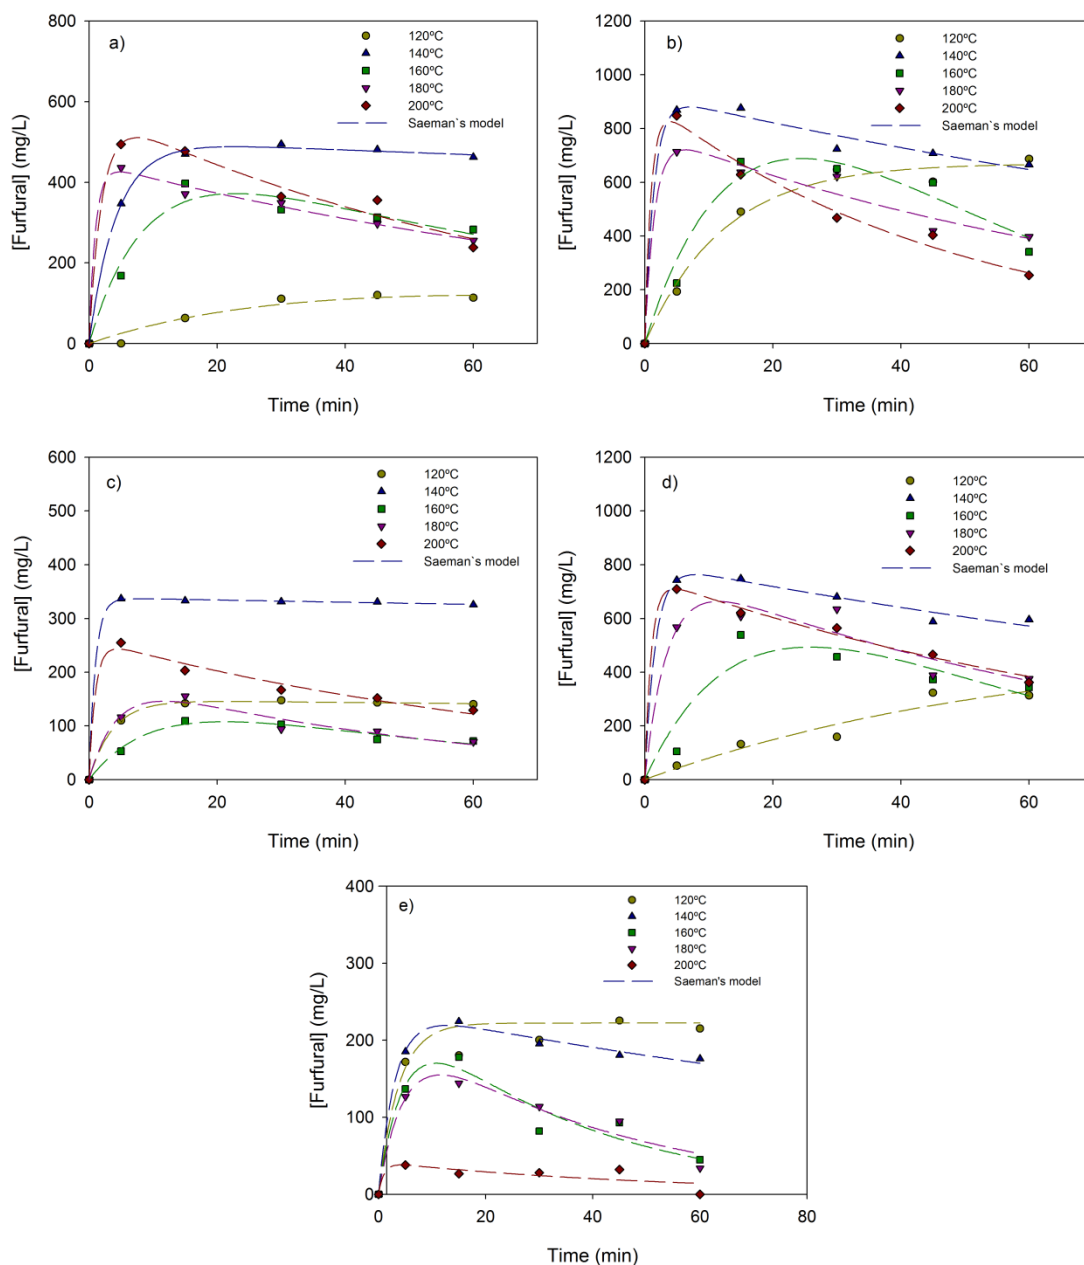 a)
120ºC
140ºC
160ºC
180ºC
200ºC
Saeman`s model
[Furfural] (mg/L)
800
600
400
200
0
0 20 40 60
Time (min)
b)
120ºC
140ºC
160ºC
180ºC
200ºC
Saeman`s model
[Furfural] (mg/L)
1200
1000
800
600
400
200
0
0 20 40 60
Time (min)
c)
120ºC
140ºC
160ºC
180ºC
200ºC
Saeman`s model
[Furfural] (mg/L)
600
500
400
300
200
100
0
0 20 40 60
Time (min)
d)
120ºC
140ºC
160ºC
180ºC
200ºC
Saeman`s model
[Furfural] (mg/L)
1200
1000
800
600
400
200
0
0 20 40 60
Time (min)
e)
120ºC
140ºC
160ºC
180ºC
200ºC
Saeman's model
[Furfural] (mg/L)
400
300
200
100
0
0 20 40 60 80
Time (min)